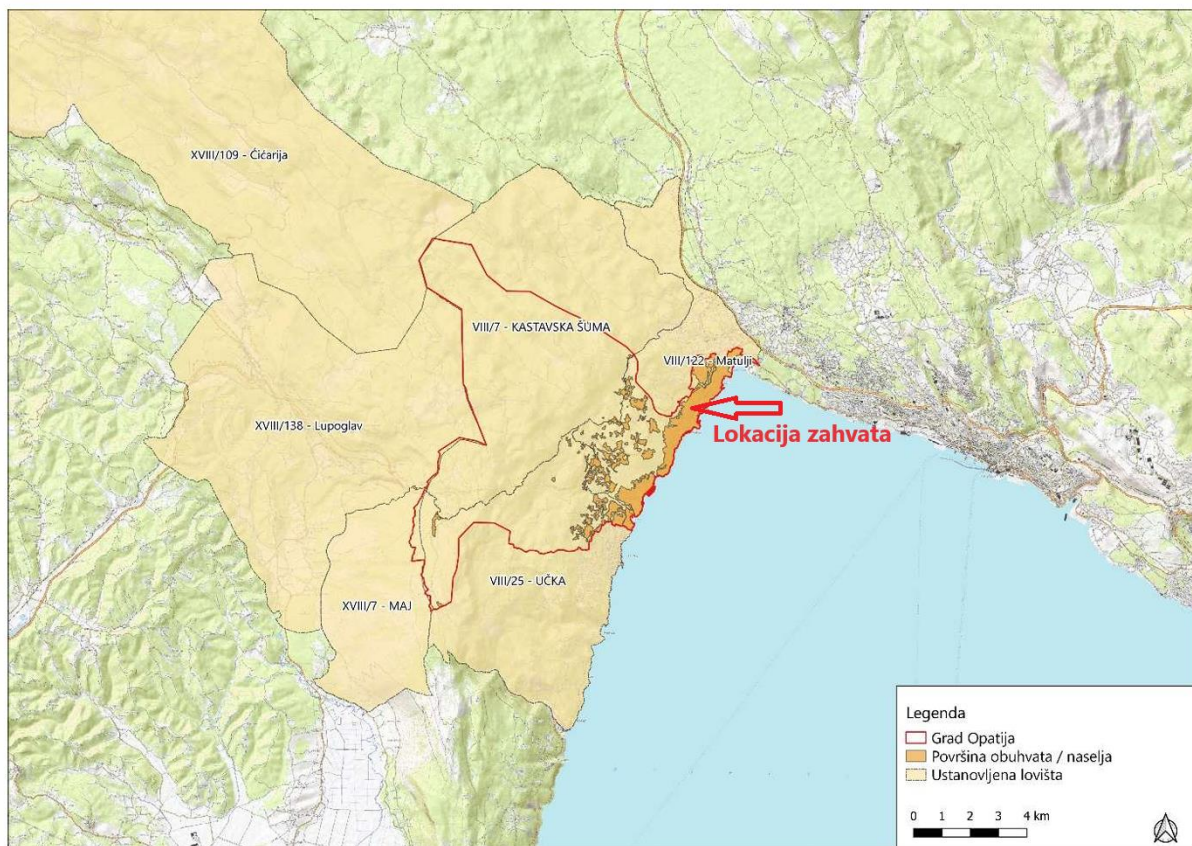 XVIII/109 - Ćićarija
VIII/7 - KASTAVSKA ŠUMA
VIII/122 - Matulji
Lokacija zahvata
XVIII/138 - Lupoglav
VIII/25 - UČKA
XVIII/7 - MAJ
Legenda
Grad Opatija
Površina obuhvata / naselja
Ustanovljena lovišta
0 1 2 3 4 km